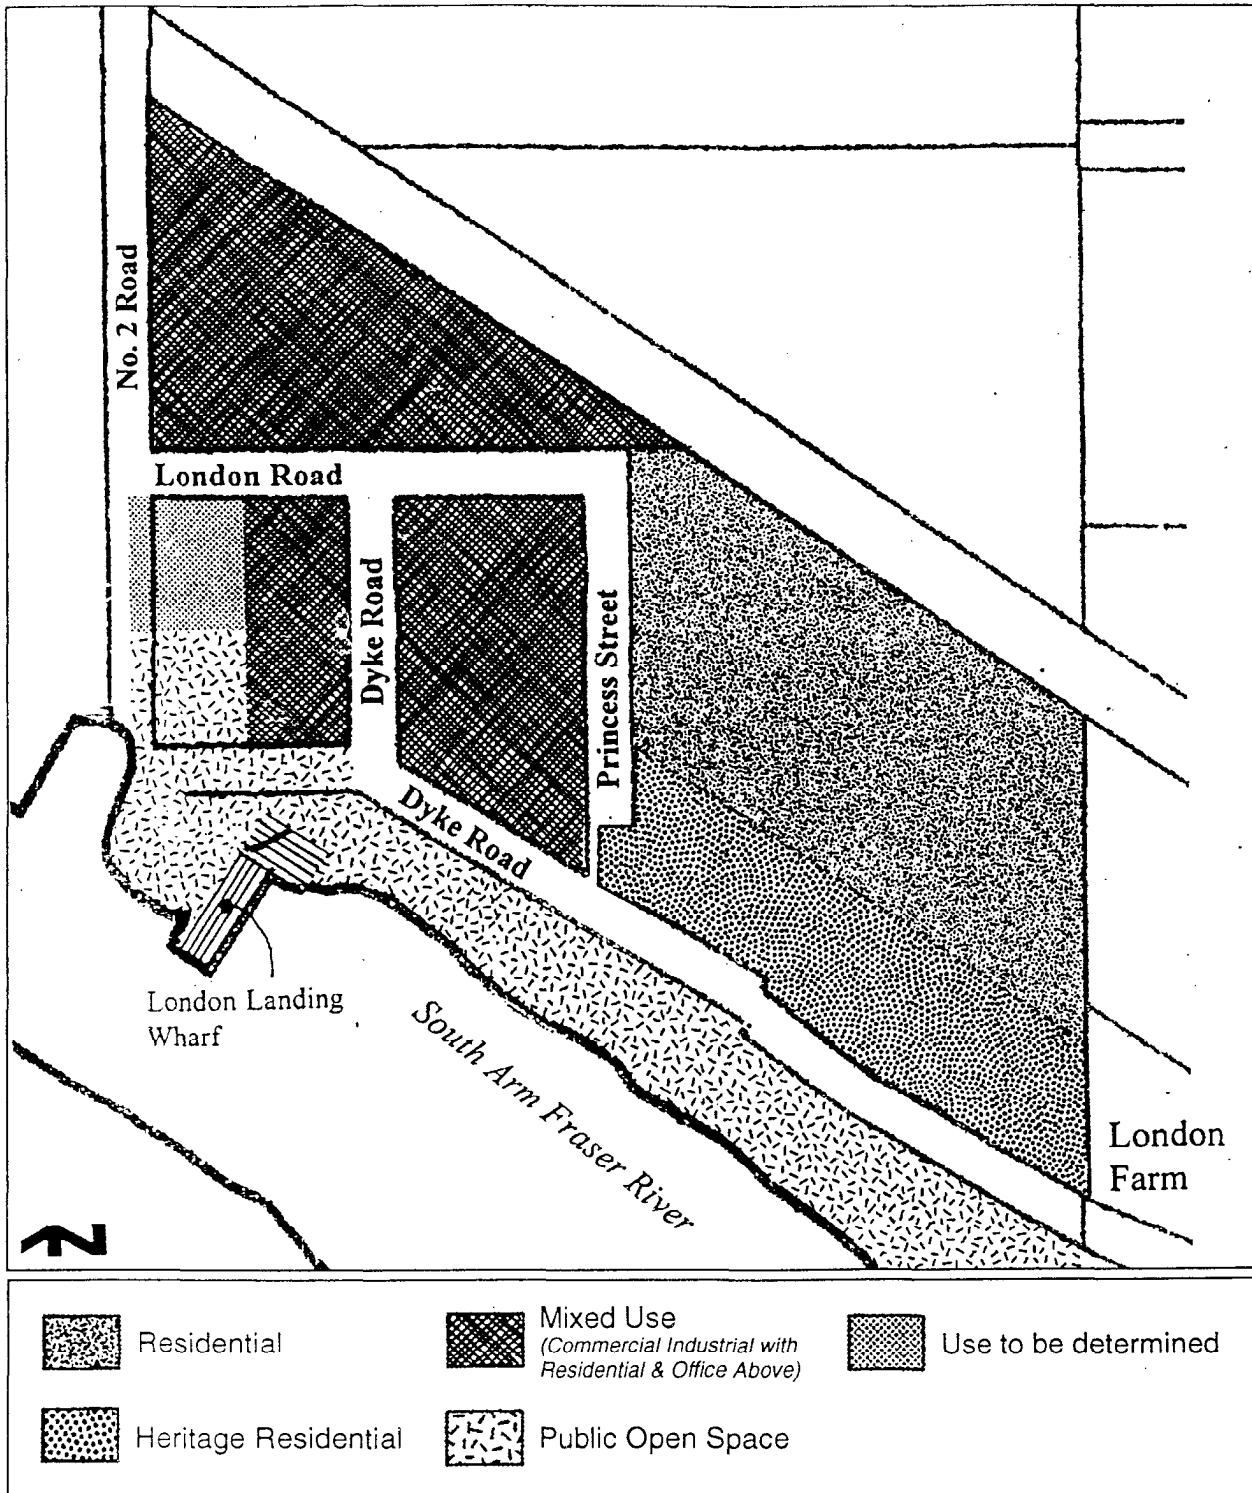 No. 2 Road
London Road
Dyke Road
Princess Street
Dyke Road
London Landing
Wharf
South Arm Fraser River
London
Farm
N
Residential
Mixed Use
(Commercial Industrial with
Residential & Office Above)
Use to be determined
Heritage Residential
Public Open Space